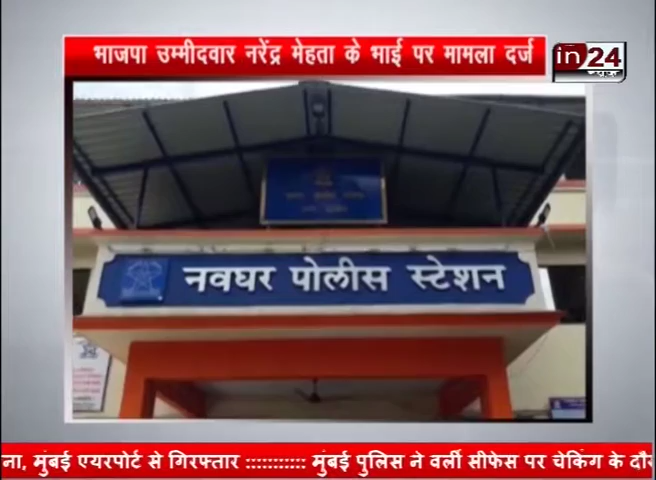 भाजपा उम्मीदवार नरेंद्र मेहता के भाई पर मामला दर्ज
in24
न्यूज़
नवघर पोलीस स्टेशन
ना, मुंबई एयरपोर्ट से गिरफ्तार :::::::::: मुंबई पुलिस ने वर्ली सीफेस पर चेकिंग के दौर